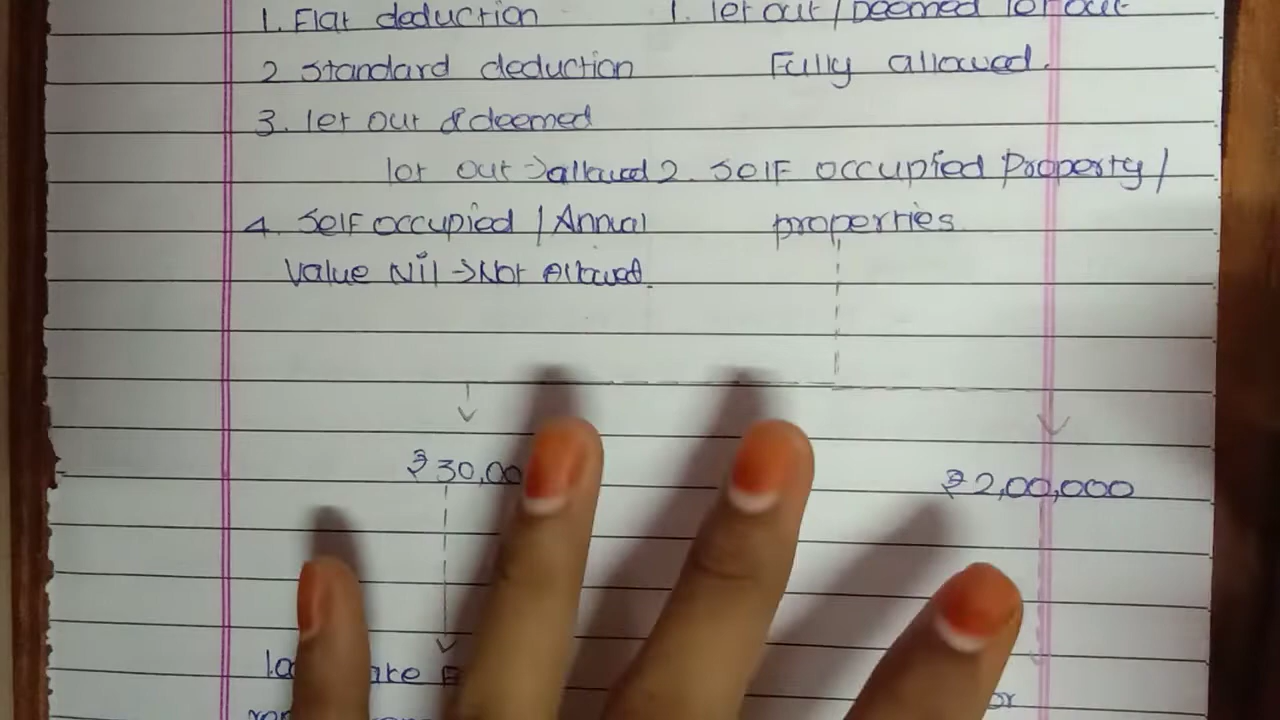 1. Flat deduction
2 Standard deduction
3. let out & deemed
let out → allowed
4. Self occupied / Annual
Value Nil → Not Allowed.
1. let out / Deemed let out
Fully allowed.
2. Self occupied Property /
properties.
₹30,00
₹2,00,000